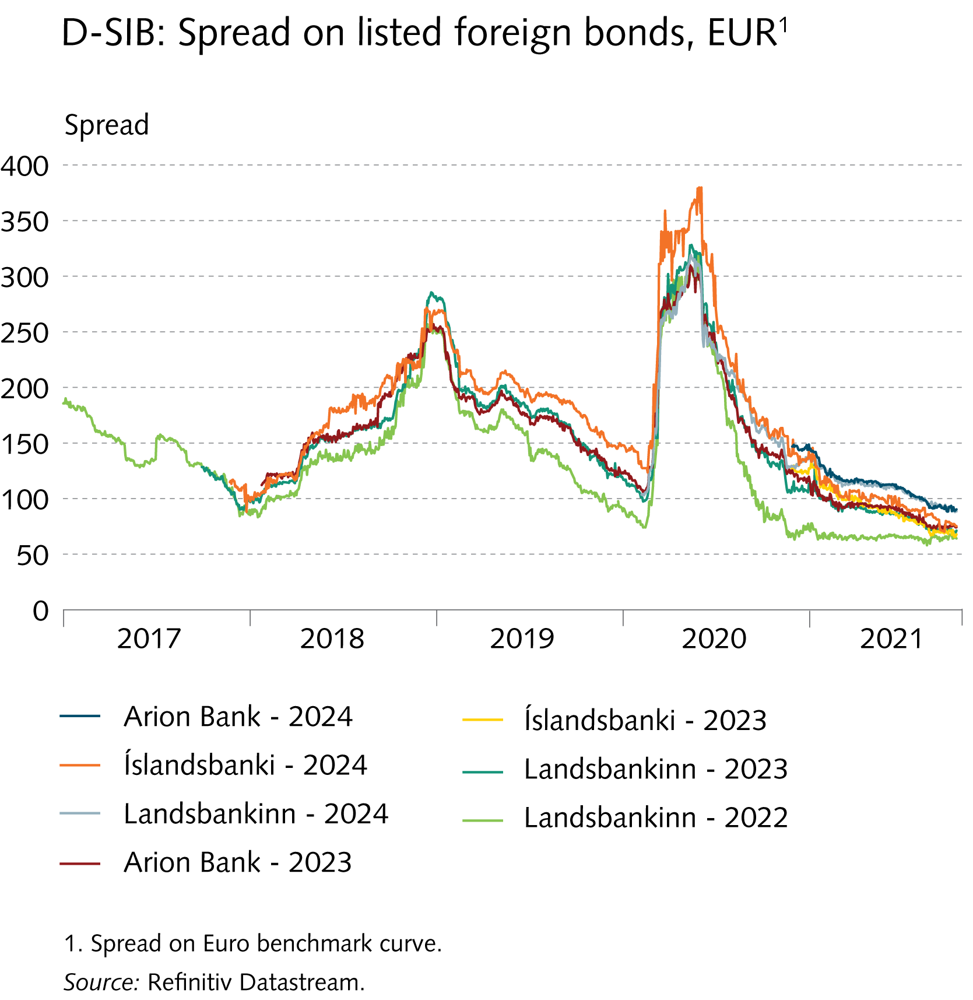 D-SIB: Spread on listed foreign bonds, EUR¹
Spread
400
350
300
250
200
150
100
50
0
2017 2018 2019 2020 2021
Arion Bank - 2024
Íslandsbanki - 2024
Landsbankinn - 2024
Arion Bank - 2023
Íslandsbanki - 2023
Landsbankinn - 2023
Landsbankinn - 2022
1. Spread on Euro benchmark curve.
Source: Refinitiv Datastream.